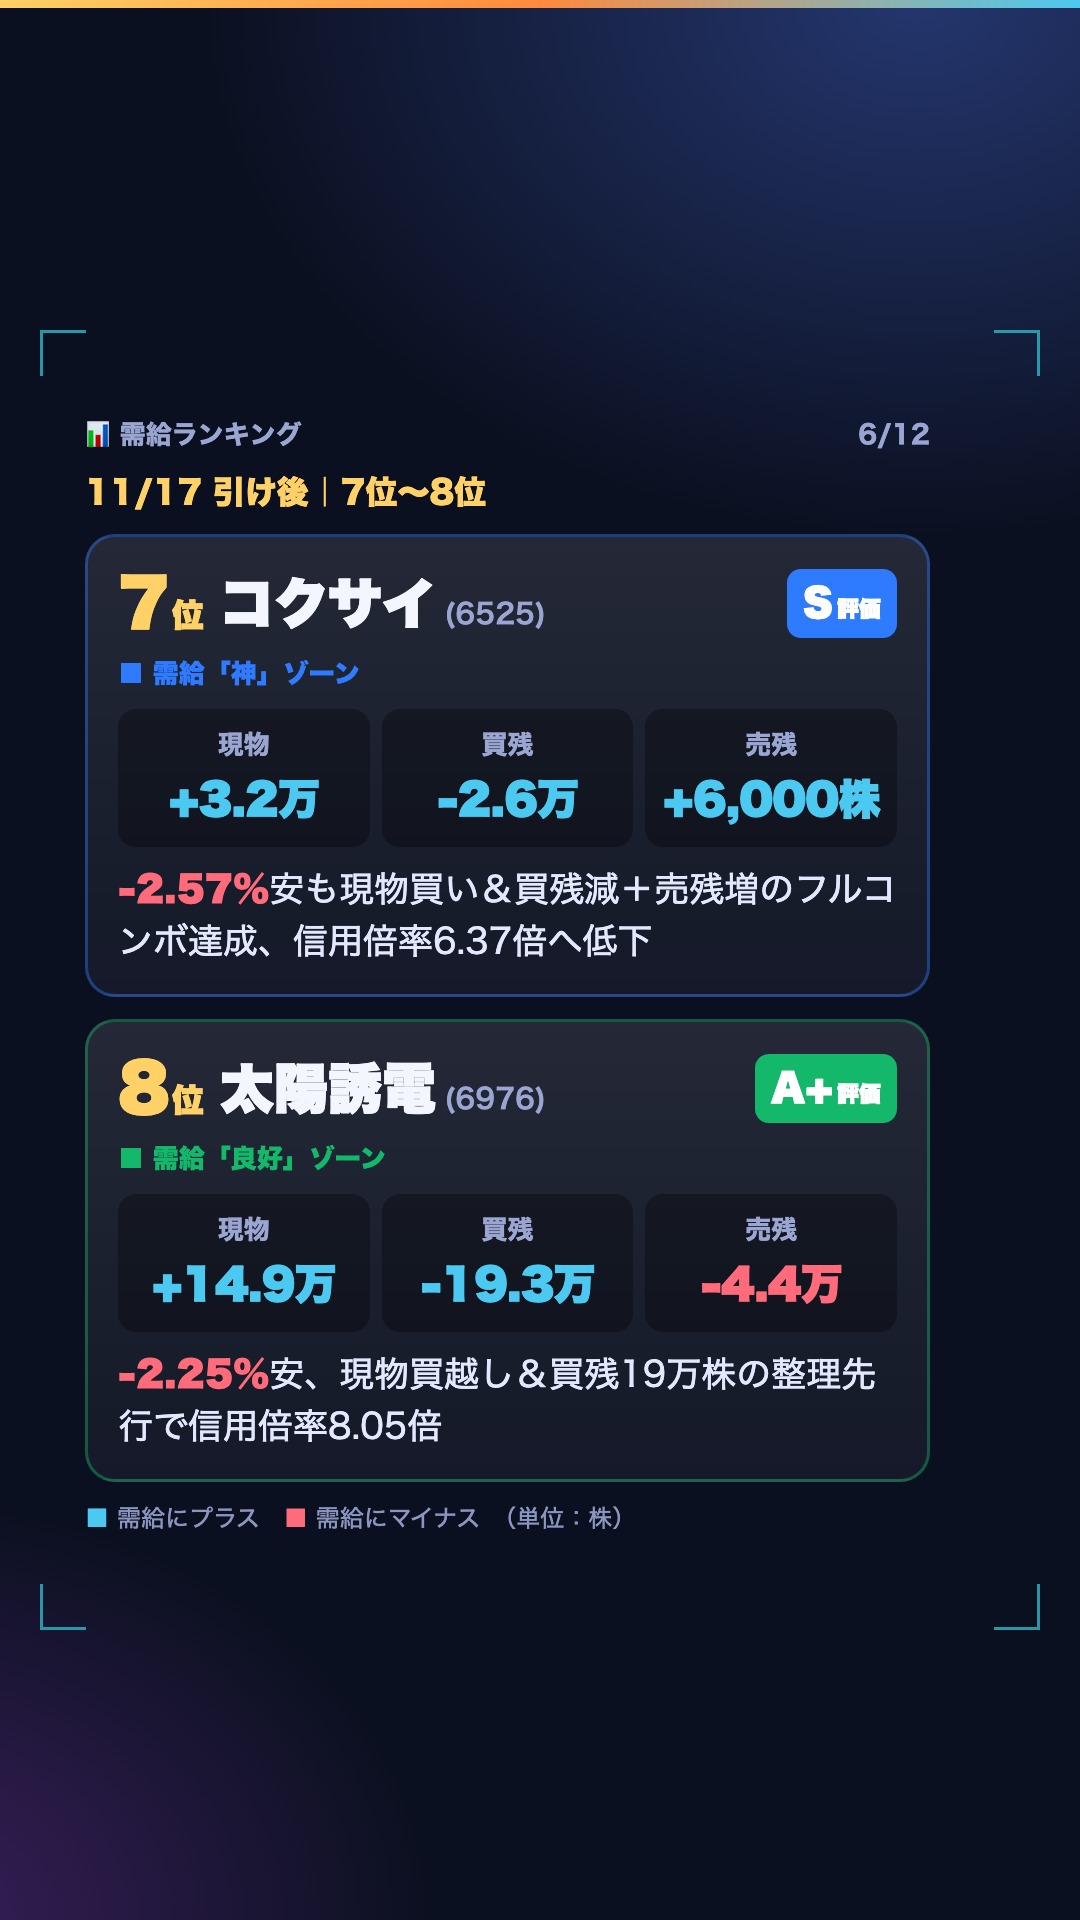 📊 需給ランキング 6/12
11/17 引け後｜7位〜8位
7位 コクサイ (6525) S評価
■ 需給「神」ゾーン
現物 買残 売残
+3.2万 -2.6万 +6,000株
-2.57%安も現物買い＆買残減＋売残増のフルコ
ンボ達成、信用倍率6.37倍へ低下
8位 太陽誘電 (6976) A+評価
■ 需給「良好」ゾーン
現物 買残 売残
+14.9万 -19.3万 -4.4万
-2.25%安、現物買越し＆買残19万株の整理先
行で信用倍率8.05倍
■ 需給にプラス ■ 需給にマイナス （単位：株）